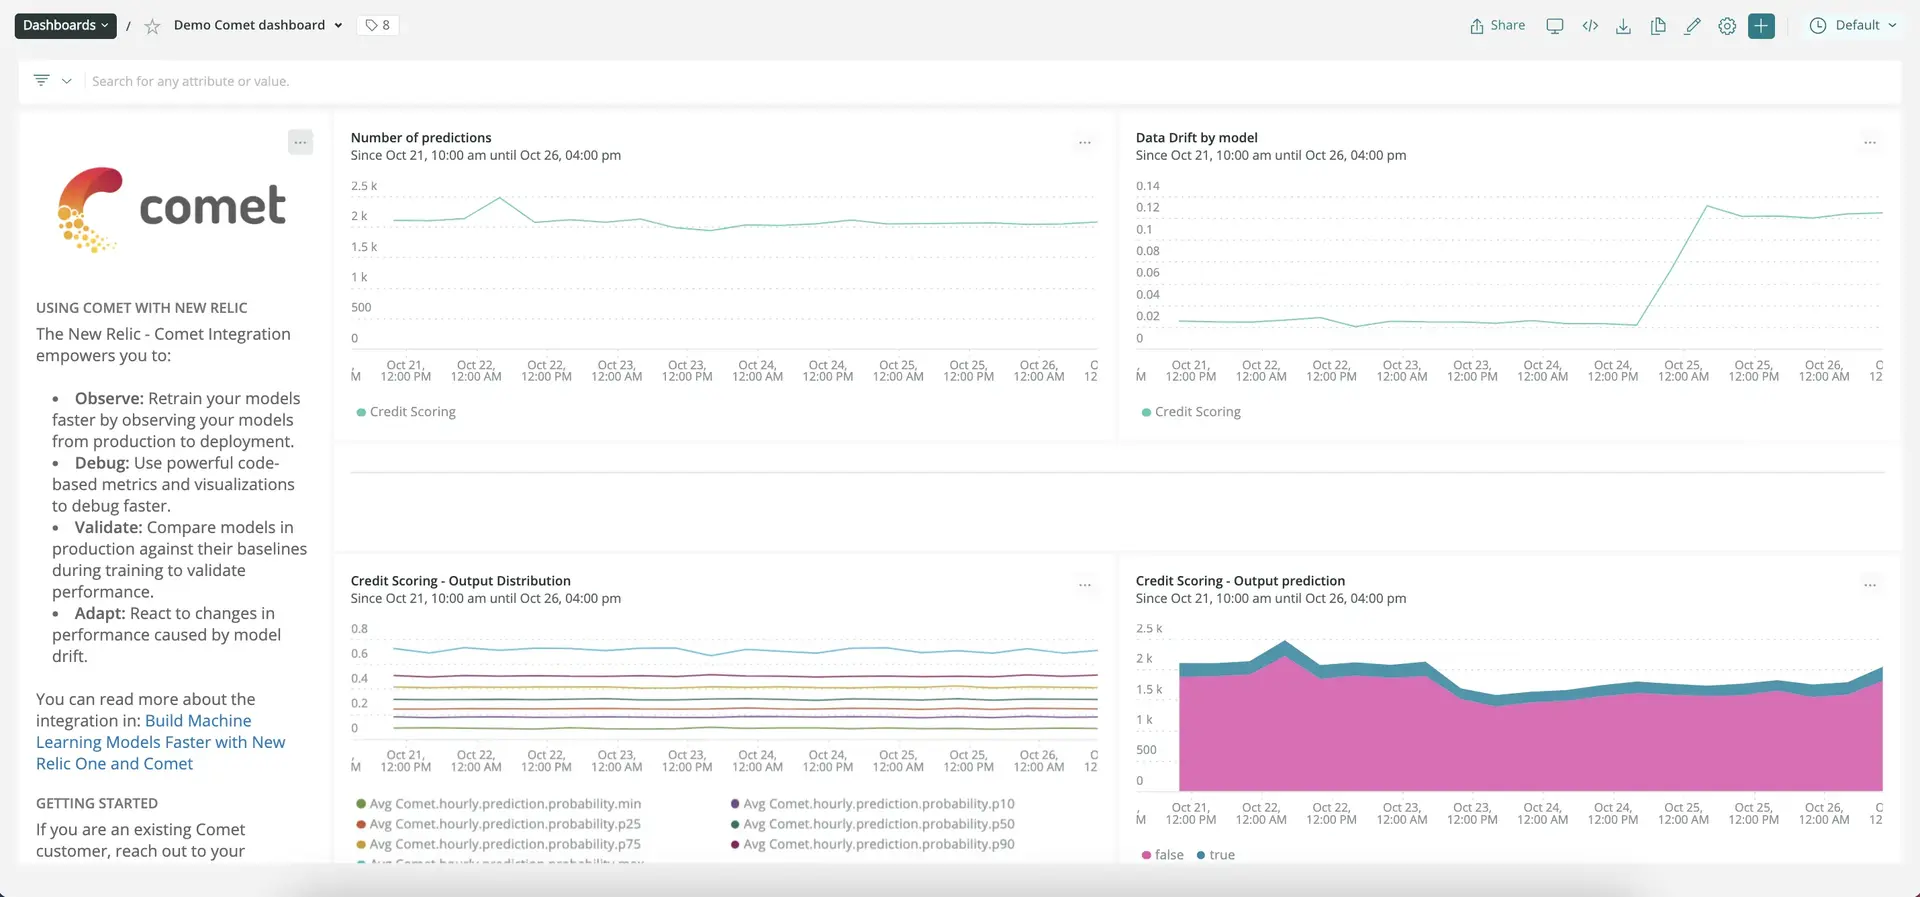 Dashboards / Demo Comet dashboard 8 Share Default
Search for any attribute or value.
comet
USING COMET WITH NEW RELIC
The New Relic - Comet Integration
empowers you to:
• Observe: Retrain your models
faster by observing your models
from production to deployment.
• Debug: Use powerful code-
based metrics and visualizations
to debug faster.
• Validate: Compare models in
production against their baselines
during training to validate
performance.
• Adapt: React to changes in
performance caused by model
drift.
You can read more about the
integration in: Build Machine
Learning Models Faster with New
Relic One and Comet
GETTING STARTED
If you are an existing Comet
customer, reach out to your
Number of predictions
Since Oct 21, 10:00 am until Oct 26, 04:00 pm
2.5 k
2 k
1.5 k
1 k
500
0
, Oct 21, Oct 22, Oct 22, Oct 23, Oct 23, Oct 24, Oct 24, Oct 25, Oct 25, Oct 26, O
M 12:00 PM 12:00 AM 12:00 PM 12:00 AM 12:00 PM 12:00 AM 12:00 PM 12:00 AM 12:00 PM 12:00 AM 12
Credit Scoring
Data Drift by model
Since Oct 21, 10:00 am until Oct 26, 04:00 pm
0.14
0.12
0.1
0.08
0.06
0.04
0.02
0
, Oct 21, Oct 22, Oct 22, Oct 23, Oct 23, Oct 24, Oct 24, Oct 25, Oct 25, Oct 26, O
M 12:00 PM 12:00 AM 12:00 PM 12:00 AM 12:00 PM 12:00 AM 12:00 PM 12:00 AM 12:00 PM 12:00 AM 12
Credit Scoring
Credit Scoring - Output Distribution
Since Oct 21, 10:00 am until Oct 26, 04:00 pm
0.8
0.6
0.4
0.2
0
, Oct 21, Oct 22, Oct 22, Oct 23, Oct 23, Oct 24, Oct 24, Oct 25, Oct 25, Oct 26, O
M 12:00 PM 12:00 AM 12:00 PM 12:00 AM 12:00 PM 12:00 AM 12:00 PM 12:00 AM 12:00 PM 12:00 AM 12
Avg Comet.hourly.prediction.probability.min Avg Comet.hourly.prediction.probability.p10
Avg Comet.hourly.prediction.probability.p25 Avg Comet.hourly.prediction.probability.p50
Avg Comet.hourly.prediction.probability.p75 Avg Comet.hourly.prediction.probability.p90
Avg Comet.hourly.prediction.probability.max
Credit Scoring - Output prediction
Since Oct 21, 10:00 am until Oct 26, 04:00 pm
2.5 k
2 k
1.5 k
1 k
500
0
, Oct 21, Oct 22, Oct 22, Oct 23, Oct 23, Oct 24, Oct 24, Oct 25, Oct 25, Oct 26, O
M 12:00 PM 12:00 AM 12:00 PM 12:00 AM 12:00 PM 12:00 AM 12:00 PM 12:00 AM 12:00 PM 12:00 AM 12
false true